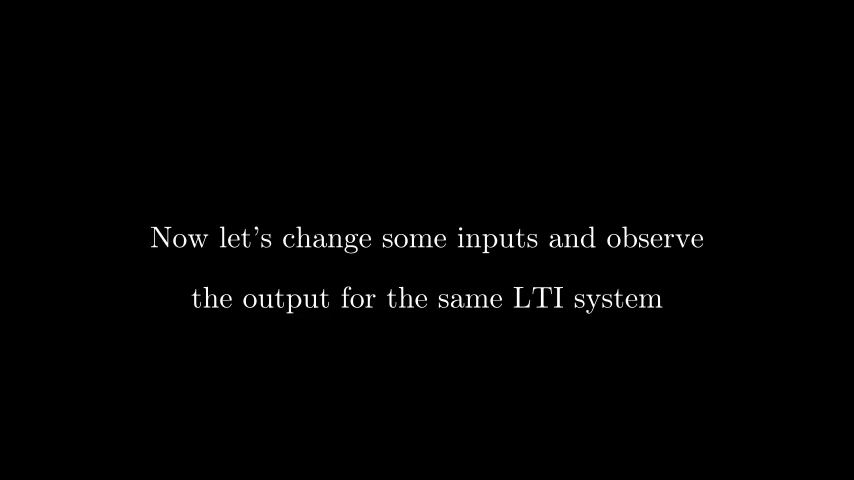 Now let's change some inputs and observe
the output for the same LTI system